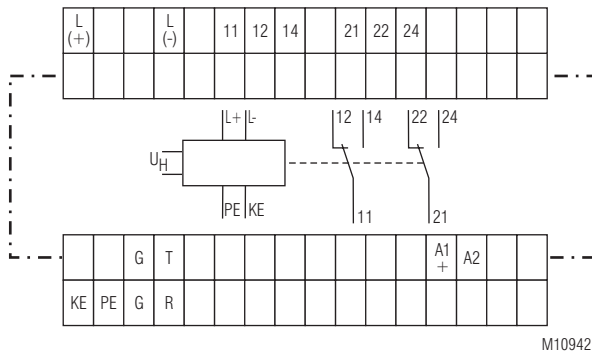 L (+) L (-) 11 12 14 21 22 24
L+ L- 12 14 22 24
UH
PE KE 11 21
G T A1 + A2
KE PE G R
M10942